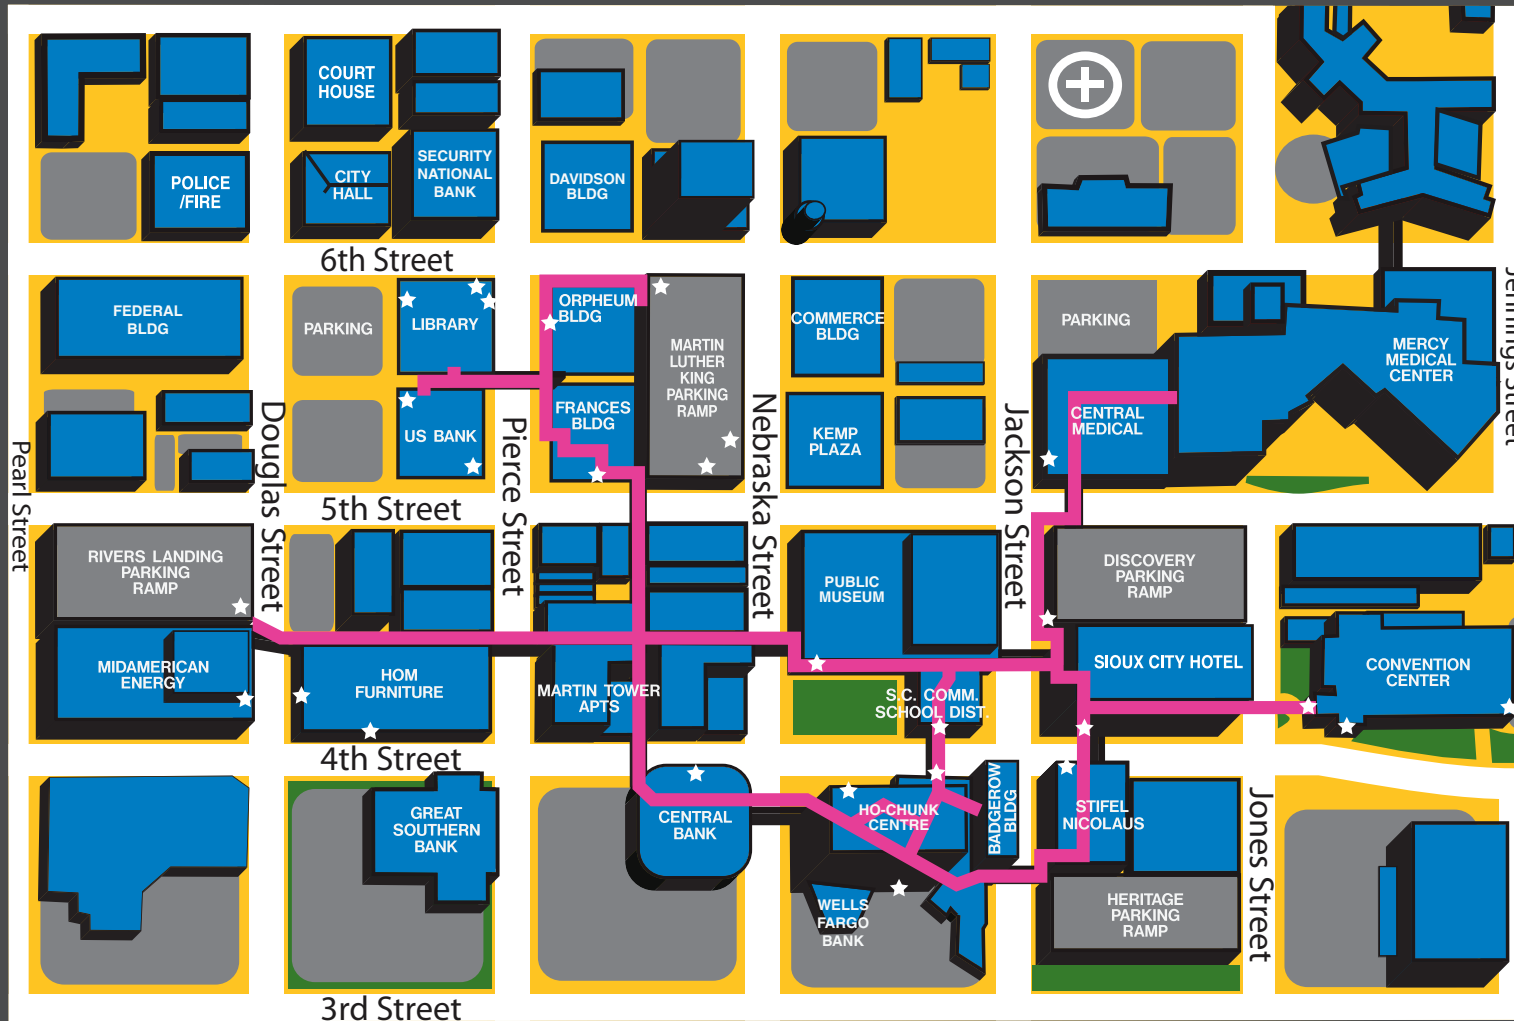 COURT
HOUSE
POLICE
/FIRE
CITY
HALL
SECURITY
NATIONAL
BANK
DAVIDSON
BLDG
6th Street
FEDERAL
BLDG
PARKING
LIBRARY
ORPHEUM
BLDG
MARTIN
LUTHER
KING
PARKING
RAMP
COMMERCE
BLDG
PARKING
MERCY
MEDICAL
CENTER
Jennings Street
US BANK
FRANCES
BLDG
KEMP
PLAZA
CENTRAL
MEDICAL
Pearl Street
Douglas Street
Pierce Street
Nebraska Street
Jackson Street
5th Street
RIVERS LANDING
PARKING
RAMP
PUBLIC
MUSEUM
DISCOVERY
PARKING
RAMP
MIDAMERICAN
ENERGY
HOM
FURNITURE
MARTIN TOWER
APTS
S.C. COMM.
SCHOOL DIST.
SIOUX CITY HOTEL
CONVENTION
CENTER
4th Street
GREAT
SOUTHERN
BANK
CENTRAL
BANK
HO-CHUNK
CENTRE
BADGEROW
BLDG
STIFEL
NICOLAUS
Jones Street
WELLS
FARGO
BANK
HERITAGE
PARKING
RAMP
3rd Street